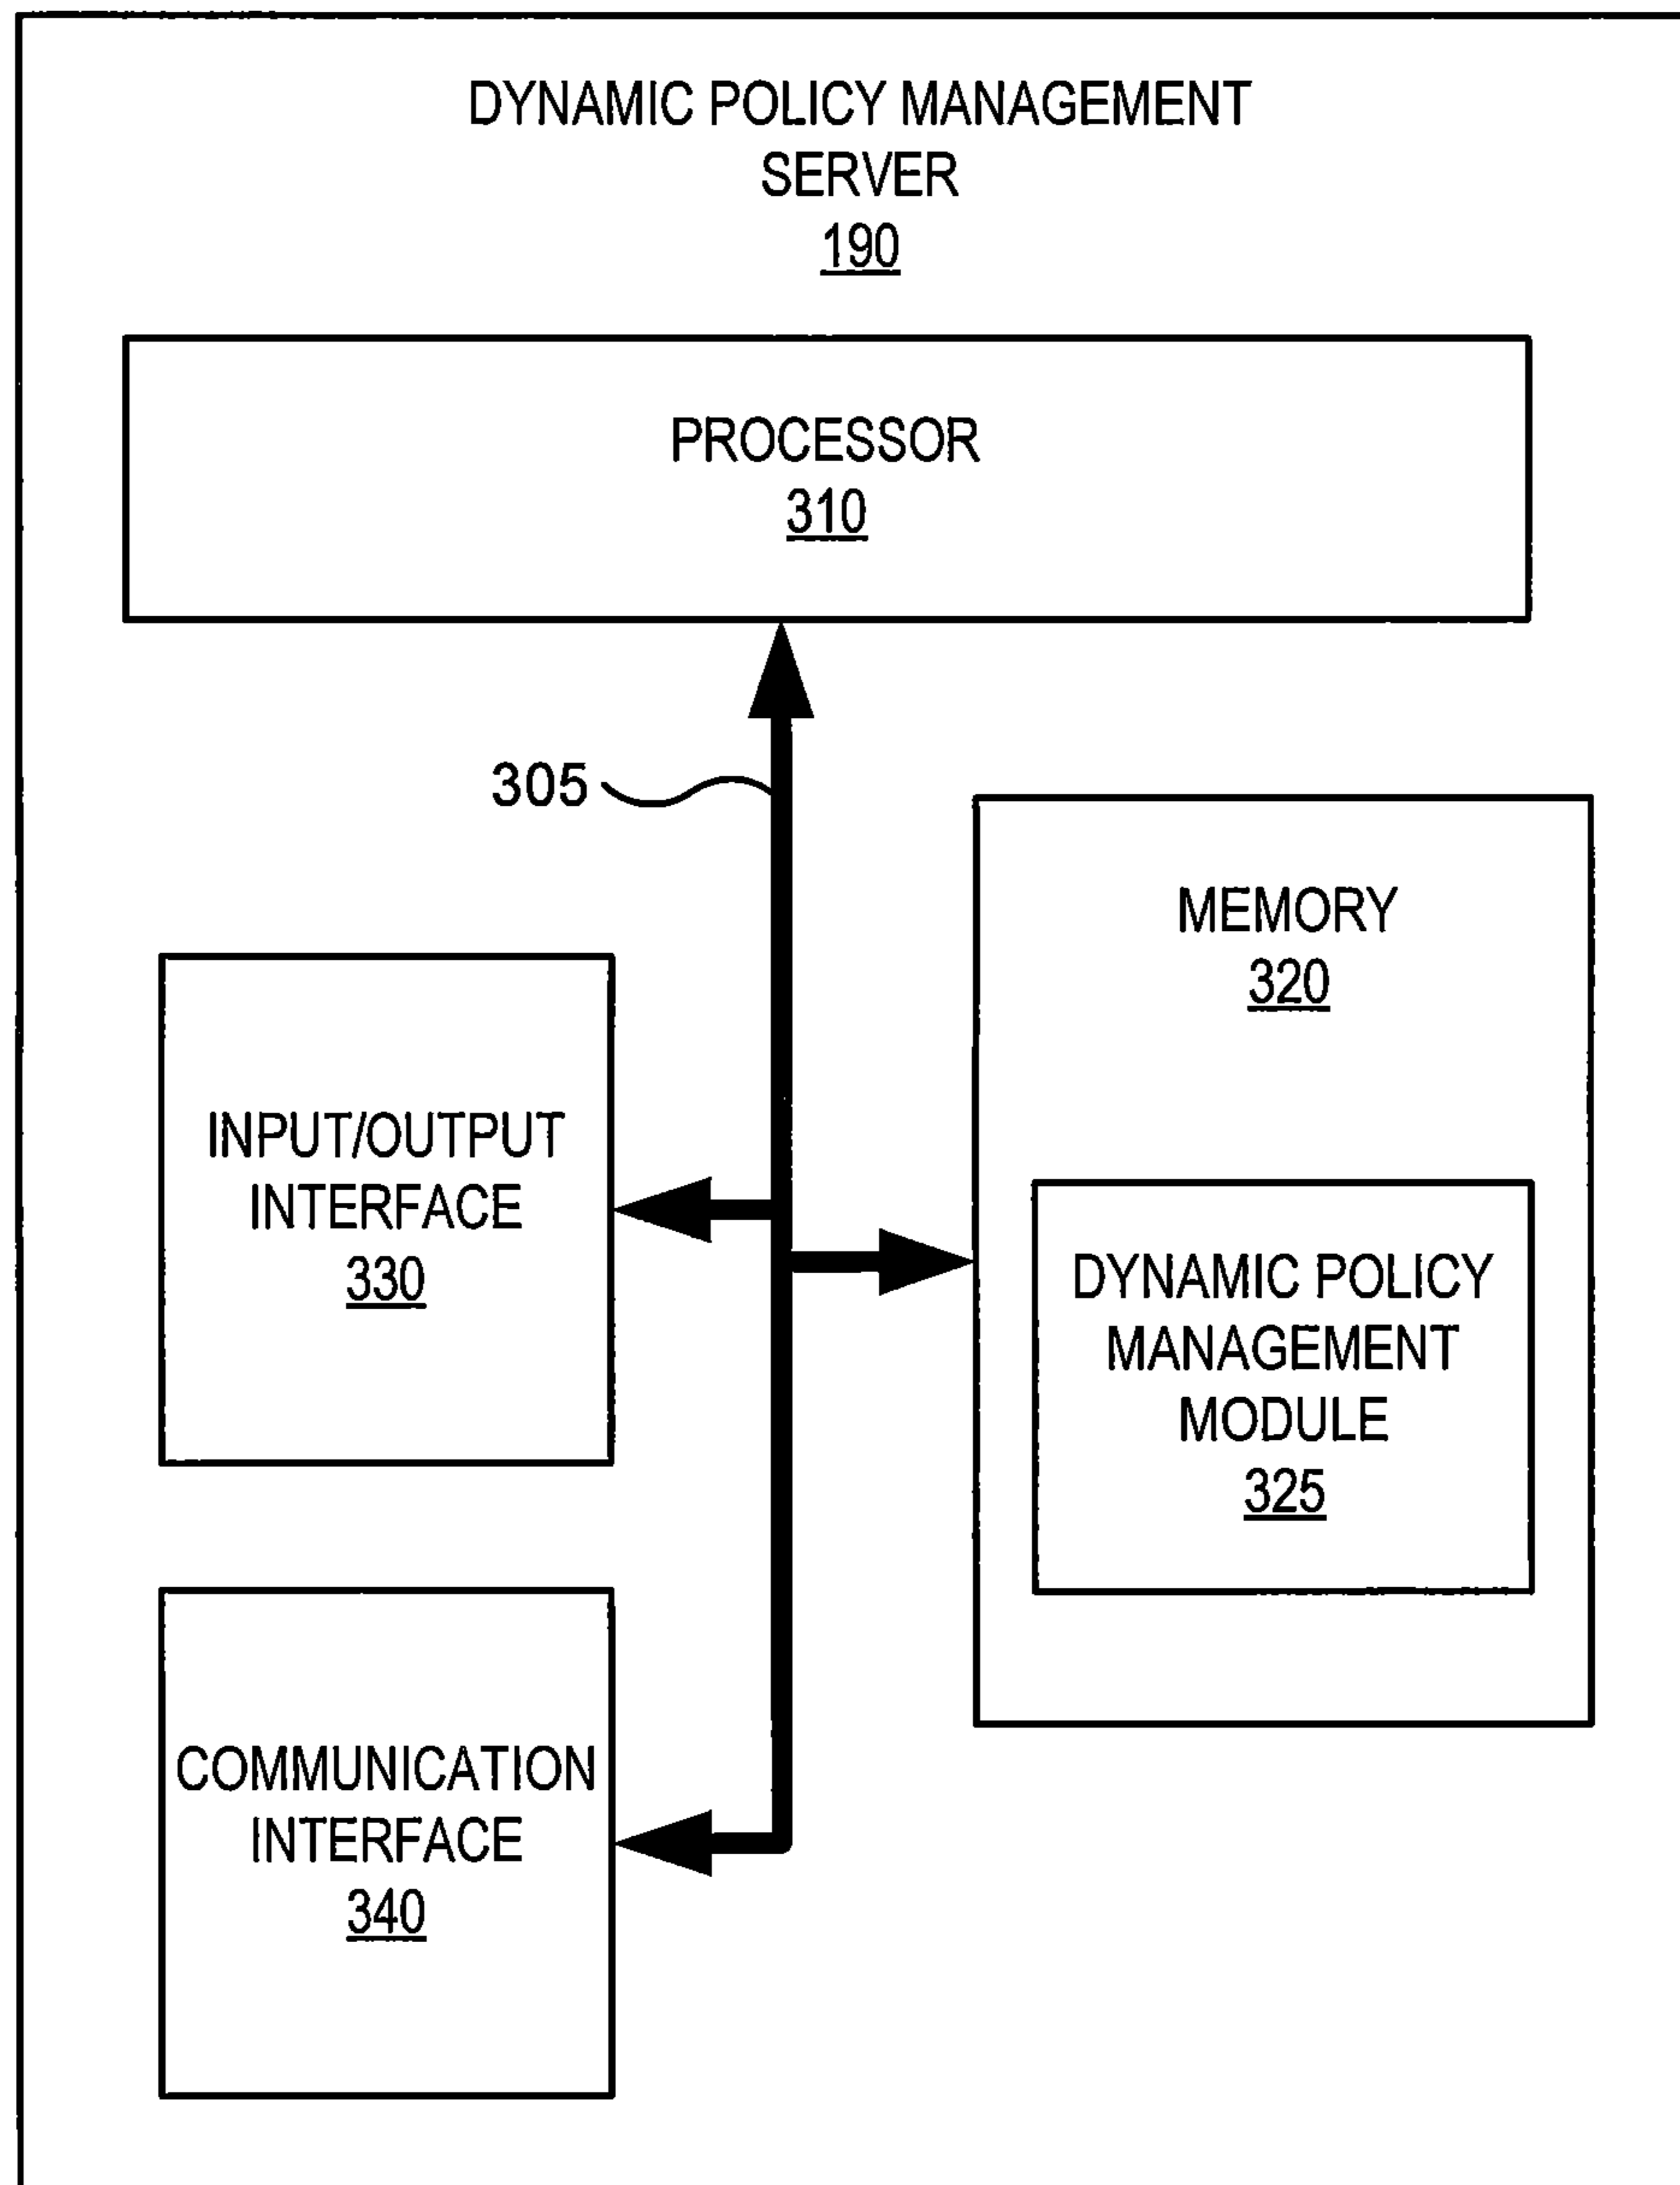 DYNAMIC POLICY MANAGEMENT
SERVER
190
PROCESSOR
310
305
MEMORY
320
INPUT/OUTPUT
INTERFACE
330
DYNAMIC POLICY
MANAGEMENT
MODULE
325
COMMUNICATION
INTERFACE
340